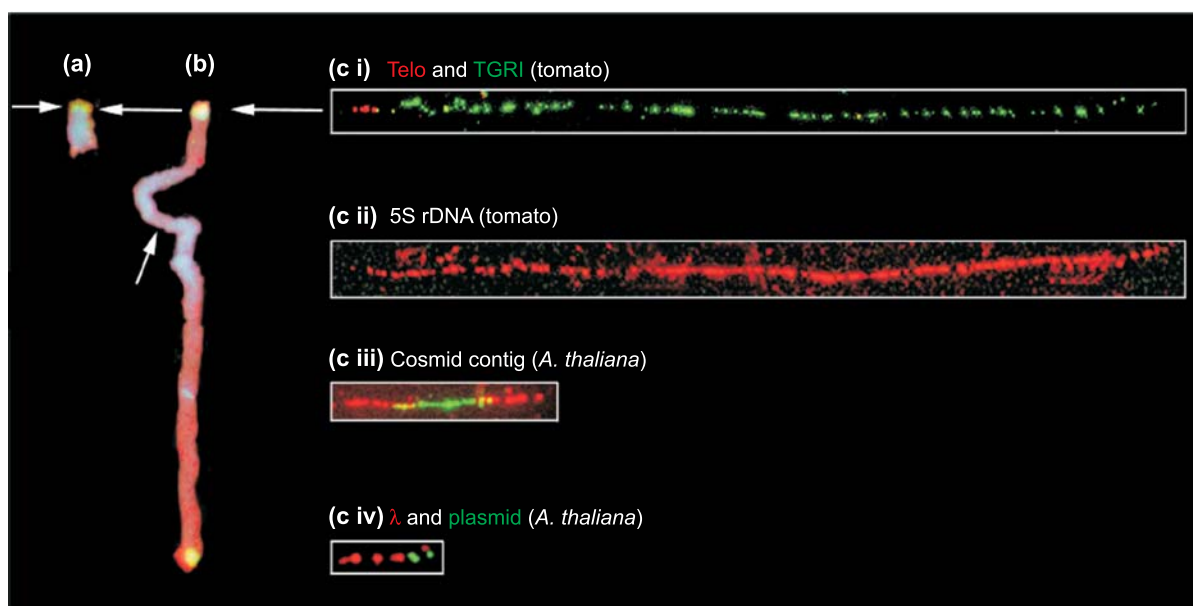 (a)
(b)
(c i) Telo and TGRI (tomato)
(c ii) 5S rDNA (tomato)
(c iii) Cosmid contig (A. thaliana)
(c iv) λ and plasmid (A. thaliana)